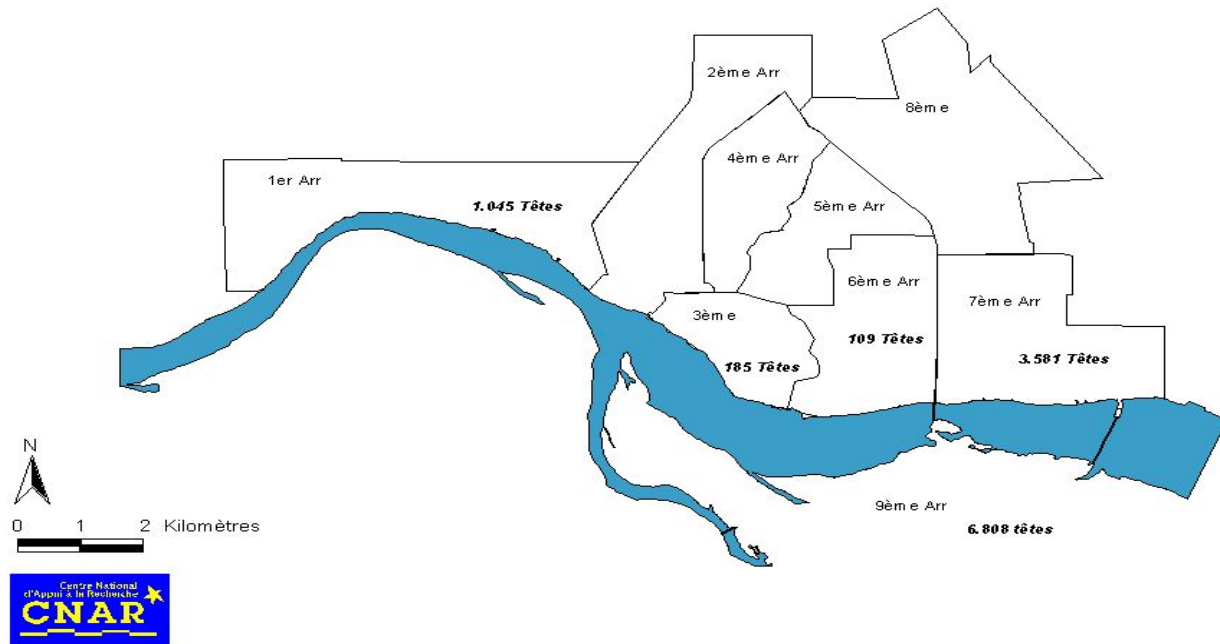 2ème Arr
8ème
4ème Arr
1er Arr
1.045 Têtes
5ème Arr
6ème Arr
7ème Arr
3ème
109 Têtes
185 Têtes
3.581 Têtes
9ème Arr
6.808 têtes
N
0 1 2 Kilomètres
Centre National
d'Appui à la Recherche
CNAR